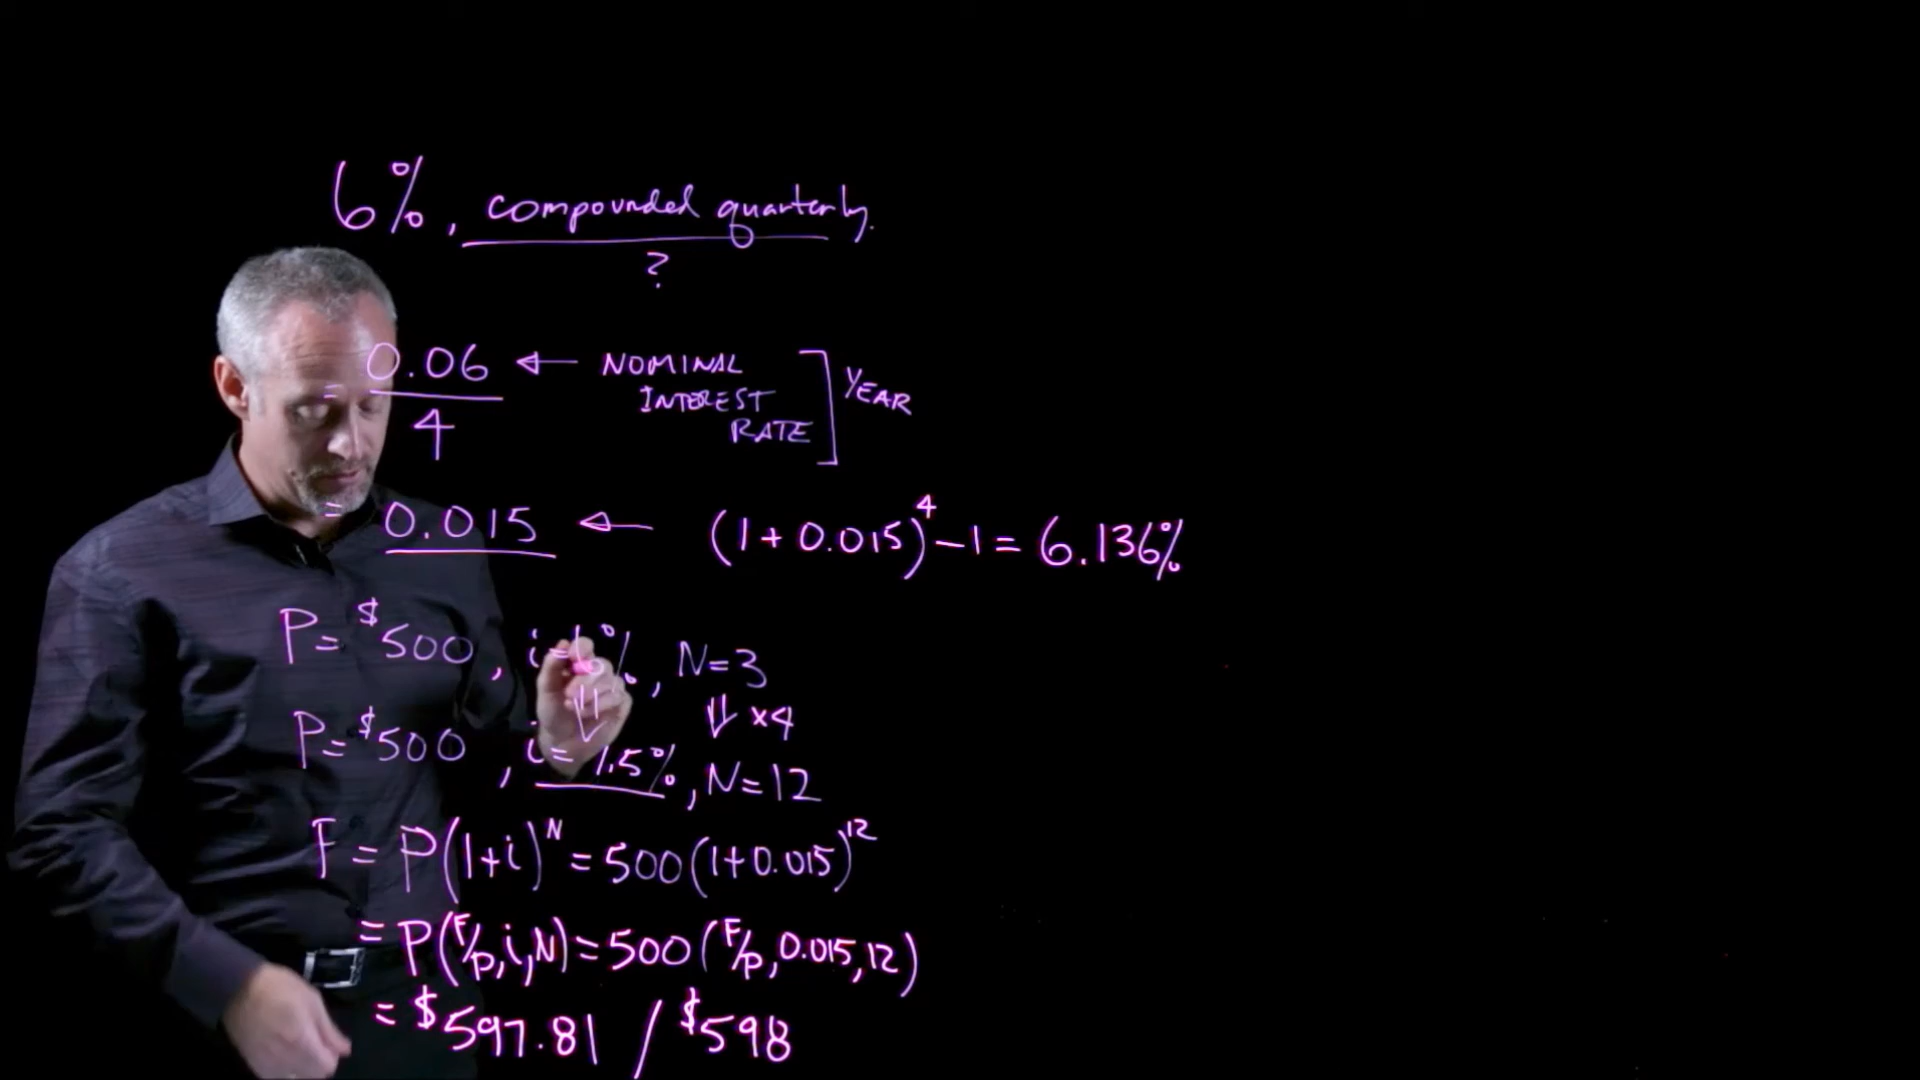 6%, compounded quarterly.
?
= 0.06 ← NOMINAL INTEREST RATE ] YEAR
4
= 0.015 ← (1+0.015)^4 −1 = 6.136%
P = $500, i = 6%, N = 3
⇓ ⇓ ×4
P = $500, i = 1.5%, N = 12
F = P(1+i)^N = 500(1+0.015)^12
= P(F/P, i, N) = 500(F/P, 0.015, 12)
= $597.81 / $598